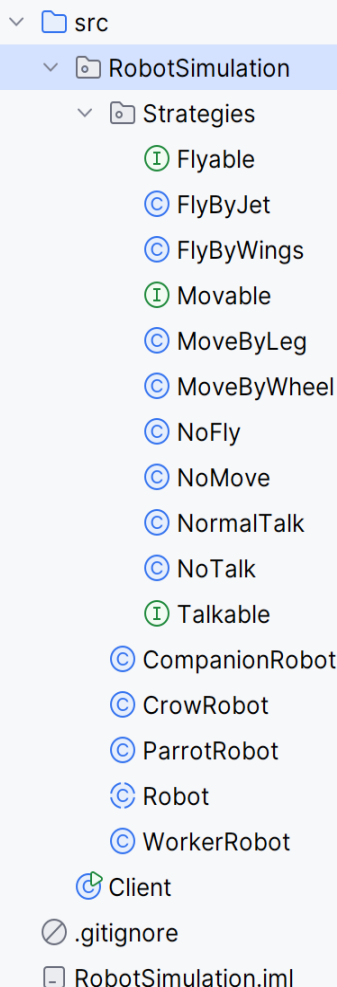 src
RobotSimulation
Strategies
Flyable
FlyByJet
FlyByWings
Movable
MoveByLeg
MoveByWheel
NoFly
NoMove
NormalTalk
NoTalk
Talkable
CompanionRobot
CrowRobot
ParrotRobot
Robot
WorkerRobot
Client
.gitignore
RobotSimulation.iml